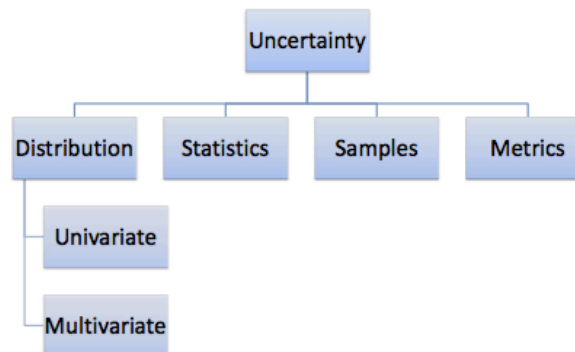 Uncertainty
Distribution
Statistics
Samples
Metrics
Univariate
Multivariate